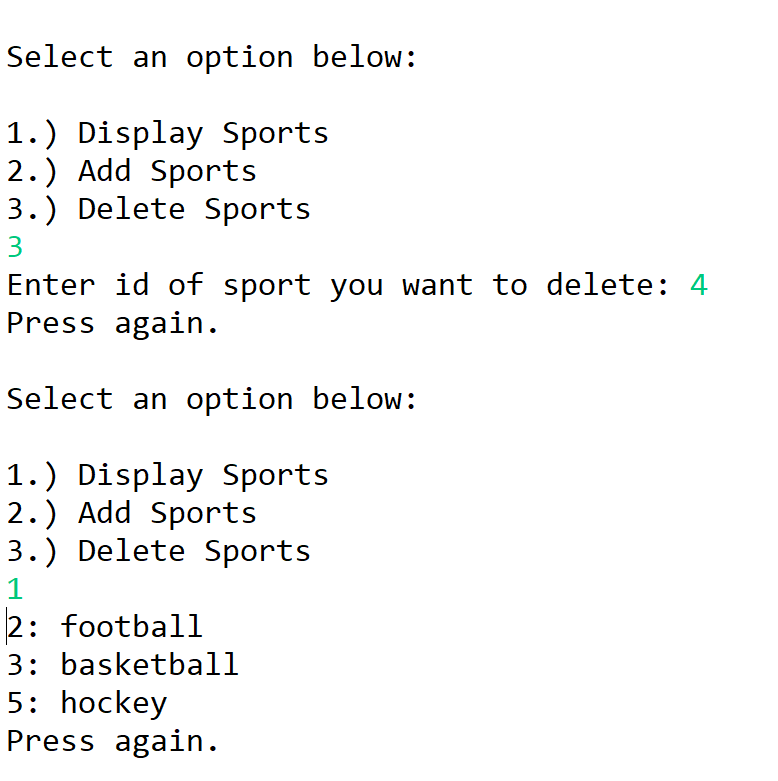 Select an option below:
1.) Display Sports
2.) Add Sports
3.) Delete Sports
3
Enter id of sport you want to delete: 4
Press again.
Select an option below:
1.) Display Sports
2.) Add Sports
3.) Delete Sports
1
2: football
3: basketball
5: hockey
Press again.